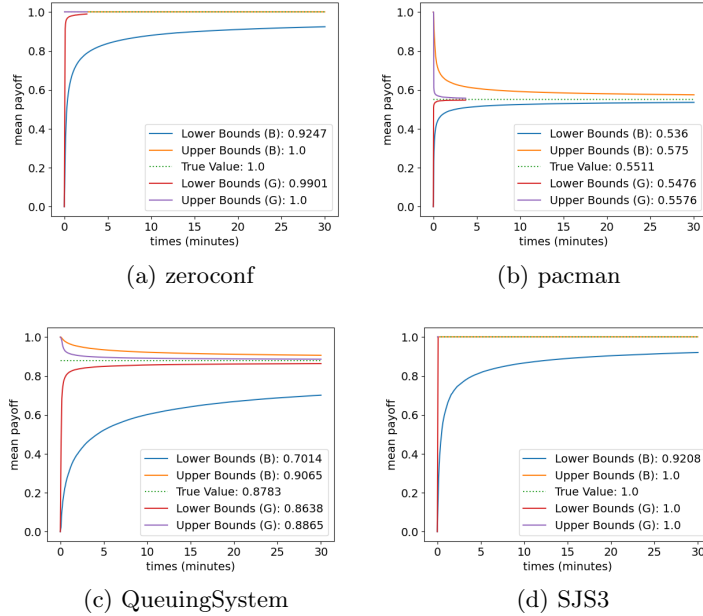 1.0
0.8
0.6
0.4
0.2
0.0
mean payoff
Lower Bounds (B): 0.9247
Upper Bounds (B): 1.0
True Value: 1.0
Lower Bounds (G): 0.9901
Upper Bounds (G): 1.0
0 5 10 15 20 25 30
times (minutes)
(a) zeroconf
1.0
0.8
0.6
0.4
0.2
0.0
mean payoff
Lower Bounds (B): 0.536
Upper Bounds (B): 0.575
True Value: 0.5511
Lower Bounds (G): 0.5476
Upper Bounds (G): 0.5576
0 5 10 15 20 25 30
times (minutes)
(b) pacman
1.0
0.8
0.6
0.4
0.2
0.0
mean payoff
Lower Bounds (B): 0.7014
Upper Bounds (B): 0.9065
True Value: 0.8783
Lower Bounds (G): 0.8638
Upper Bounds (G): 0.8865
0 5 10 15 20 25 30
times (minutes)
(c) QueuingSystem
1.0
0.8
0.6
0.4
0.2
0.0
mean payoff
Lower Bounds (B): 0.9208
Upper Bounds (B): 1.0
True Value: 1.0
Lower Bounds (G): 1.0
Upper Bounds (G): 1.0
0 5 10 15 20 25 30
times (minutes)
(d) SJS3